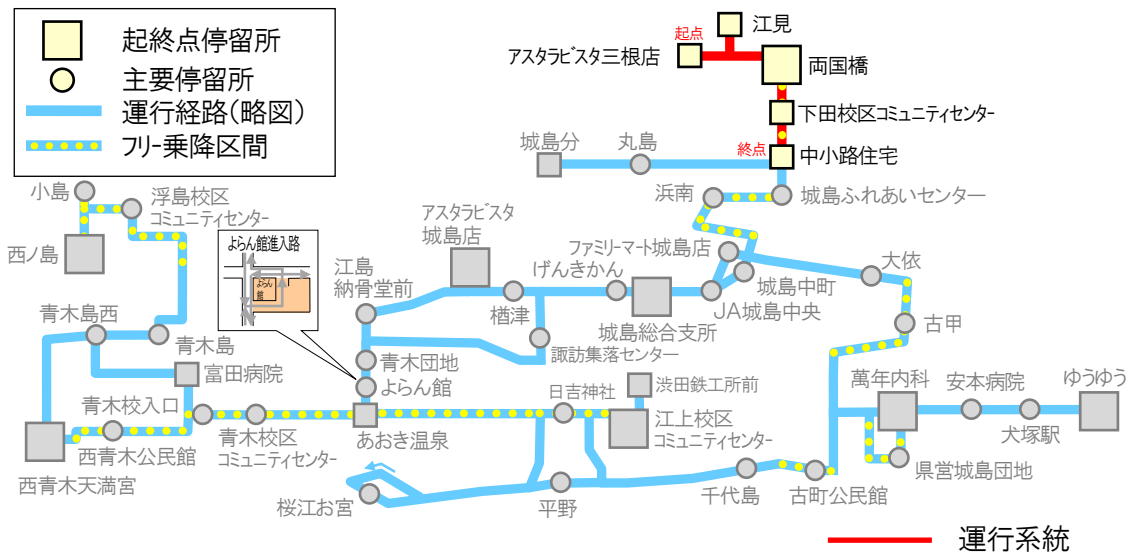 起終点停留所
主要停留所
運行経路(略図)
フリー乗降区間
起点
江見
アスタラビスタ三根店
両国橋
下田校区コミュニティセンター
終点
中小路住宅
城島分
丸島
城島ふれあいセンター
浜南
小島
浮島校区
コミュニティセンター
西ノ島
よらん館進入路
よらん
館
アスタラビスタ
城島店
ファミリーマート城島店
げんきかん
大依
江島
納骨堂前
楢津
城島総合支所
JA城島中央
城島中町
古甲
青木島西
青木島
諏訪集落センター
富田病院
青木団地
よらん館
渋田鉄工所前
萬年内科
安本病院
ゆうゆう
青木校入口
日吉神社
江上校区
コミュニティセンター
犬塚駅
西青木公民館
青木校区
コミュニティセンター
あおき温泉
県営城島団地
西青木天満宮
桜江お宮
平野
千代島
古町公民館
運行系統